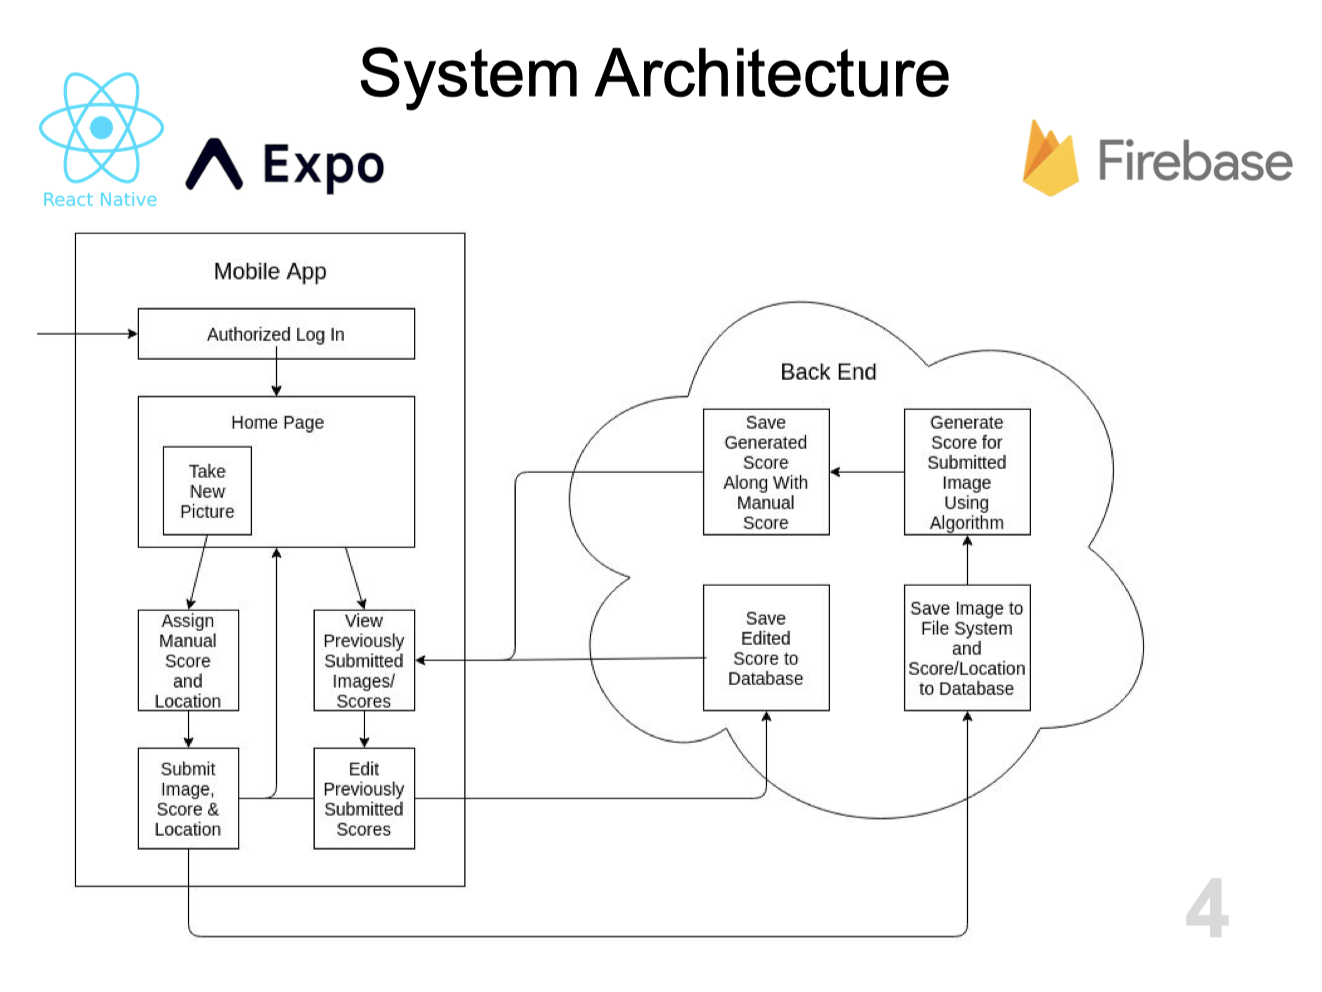 System Architecture
React Native
Expo
Firebase
Mobile App
Authorized Log In
Home Page
Take
New
Picture
Assign
Manual
Score
and
Location
View
Previously
Submitted
Images/
Scores
Submit
Image,
Score &
Location
Edit
Previously
Submitted
Scores
Back End
Save
Generated
Score
Along With
Manual
Score
Generate
Score for
Submitted
Image
Using
Algorithm
Save
Edited
Score to
Database
Save Image to
File System
and
Score/Location
to Database
4